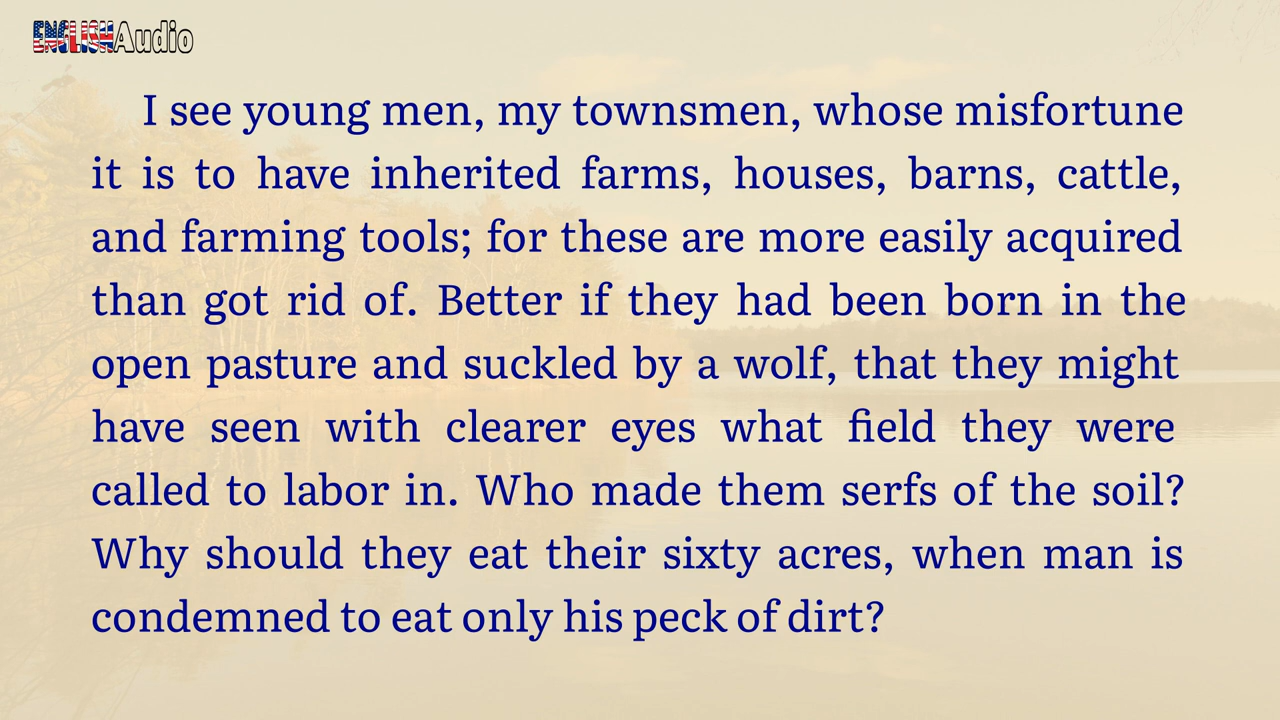 ENGLISHAudio
I see young men, my townsmen, whose misfortune
it is to have inherited farms, houses, barns, cattle,
and farming tools; for these are more easily acquired
than got rid of. Better if they had been born in the
open pasture and suckled by a wolf, that they might
have seen with clearer eyes what field they were
called to labor in. Who made them serfs of the soil?
Why should they eat their sixty acres, when man is
condemned to eat only his peck of dirt?